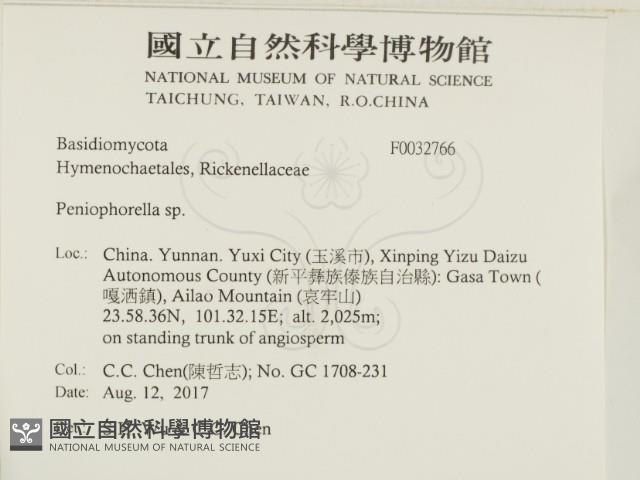 國立自然科學博物館
NATIONAL MUSEUM OF NATURAL SCIENCE
TAICHUNG, TAIWAN, R.O.CHINA
Basidiomycota F0032766
Hymenochaetales, Rickenellaceae
Peniophorella sp.
Loc.: China. Yunnan. Yuxi City (玉溪市), Xinping Yizu Daizu
Autonomous County (新平彝族傣族自治縣): Gasa Town (
嘎洒鎮), Ailao Mountain (哀牢山)
23.58.36N, 101.32.15E; alt. 2,025m;
on standing trunk of angiosperm
Col.: C.C. Chen(陳哲志); No. GC 1708-231
Date: Aug. 12, 2017
國立自然科學博物館
NATIONAL MUSEUM OF NATURAL SCIENCE